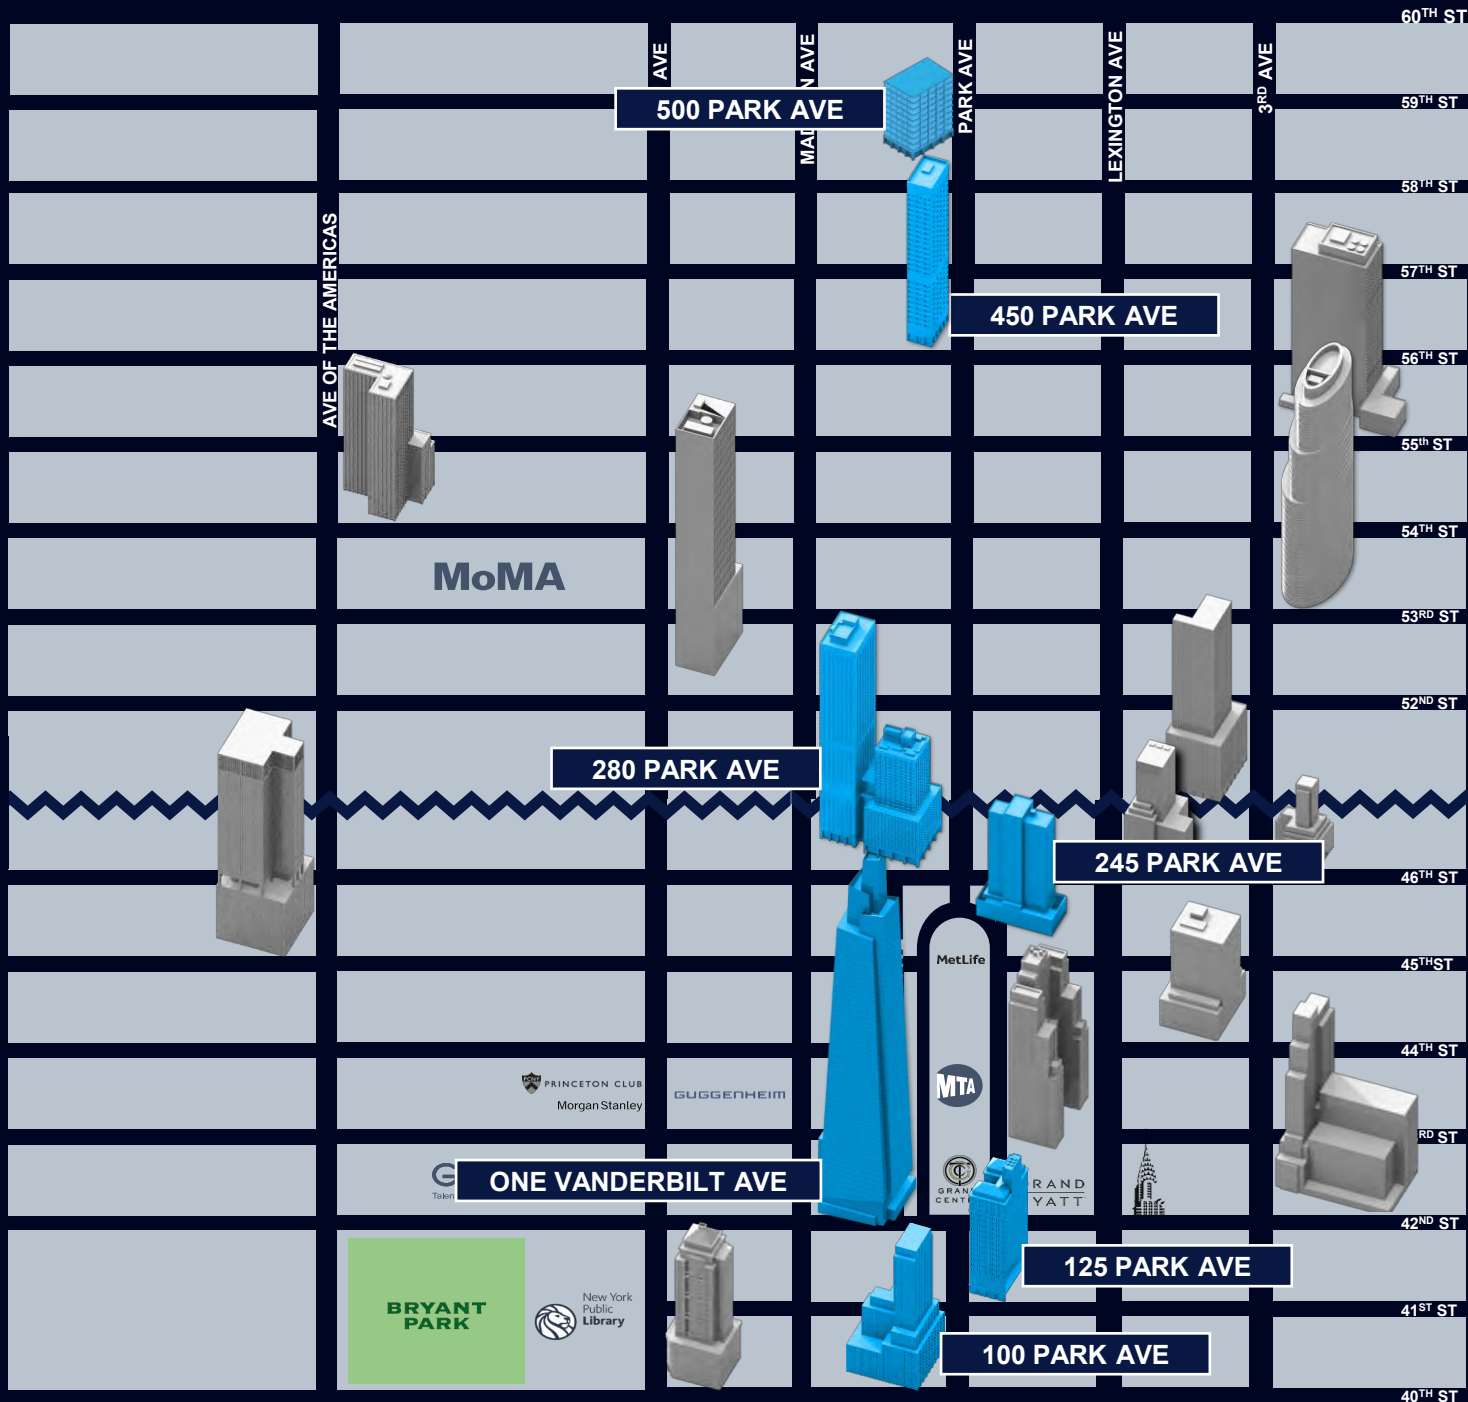 60TH ST
AVE
PARK AVE
LEXINGTON AVE
3RD AVE
500 PARK AVE
59TH ST
58TH ST
AVE OF THE AMERICAS
57TH ST
450 PARK AVE
56TH ST
55th ST
54TH ST
MoMA
53RD ST
52ND ST
280 PARK AVE
245 PARK AVE
46TH ST
MetLife
45THST
44TH ST
PRINCETON CLUB
Morgan Stanley
GUGGENHEIM
MTA
RD ST
ONE VANDERBILT AVE
42ND ST
125 PARK AVE
BRYANT
PARK
New York
Public
Library
41ST ST
100 PARK AVE
40TH ST